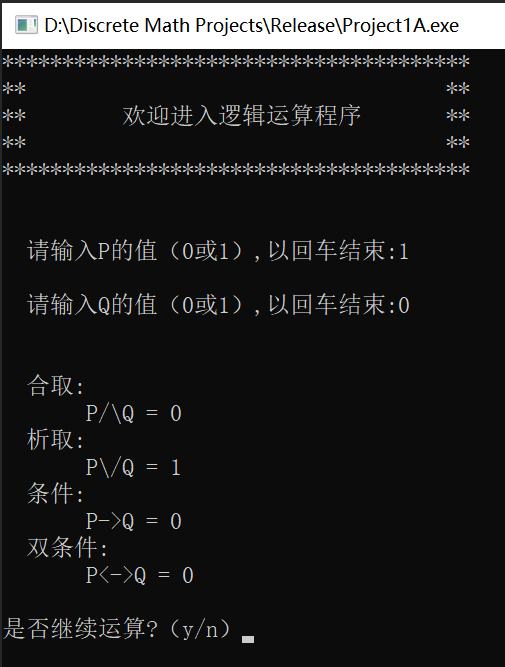 D:\Discrete Math Projects\Release\Project1A.exe
***************************************
**                                   **
**        欢迎进入逻辑运算程序       **
**                                   **
***************************************
请输入P的值（0或1）,以回车结束:1
请输入Q的值（0或1）,以回车结束:0
合取:
P/\Q = 0
析取:
P\/Q = 1
条件:
P->Q = 0
双条件:
P<->Q = 0
是否继续运算?（y/n）